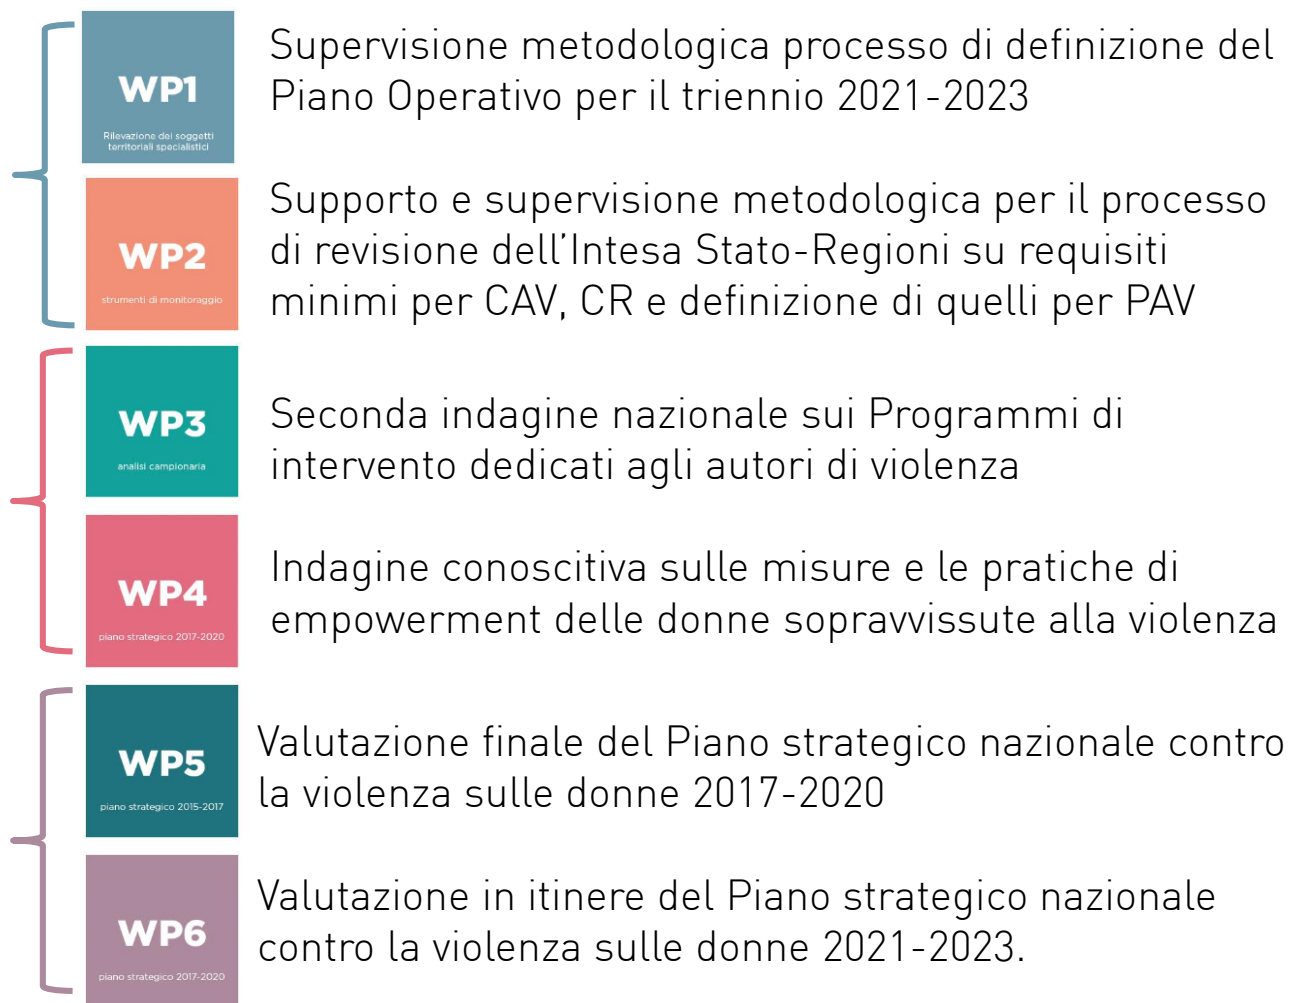 WP1
Rilevazione dei soggetti
territoriali specialistici
Supervisione metodologica processo di definizione del
Piano Operativo per il triennio 2021-2023
WP2
strumenti di monitoraggio
Supporto e supervisione metodologica per il processo
di revisione dell'Intesa Stato-Regioni su requisiti
minimi per CAV, CR e definizione di quelli per PAV
WP3
analisi campionaria
Seconda indagine nazionale sui Programmi di
intervento dedicati agli autori di violenza
WP4
piano strategico 2017-2020
Indagine conoscitiva sulle misure e le pratiche di
empowerment delle donne sopravvissute alla violenza
WP5
piano strategico 2015-2017
Valutazione finale del Piano strategico nazionale contro
la violenza sulle donne 2017-2020
WP6
piano strategico 2017-2020
Valutazione in itinere del Piano strategico nazionale
contro la violenza sulle donne 2021-2023.